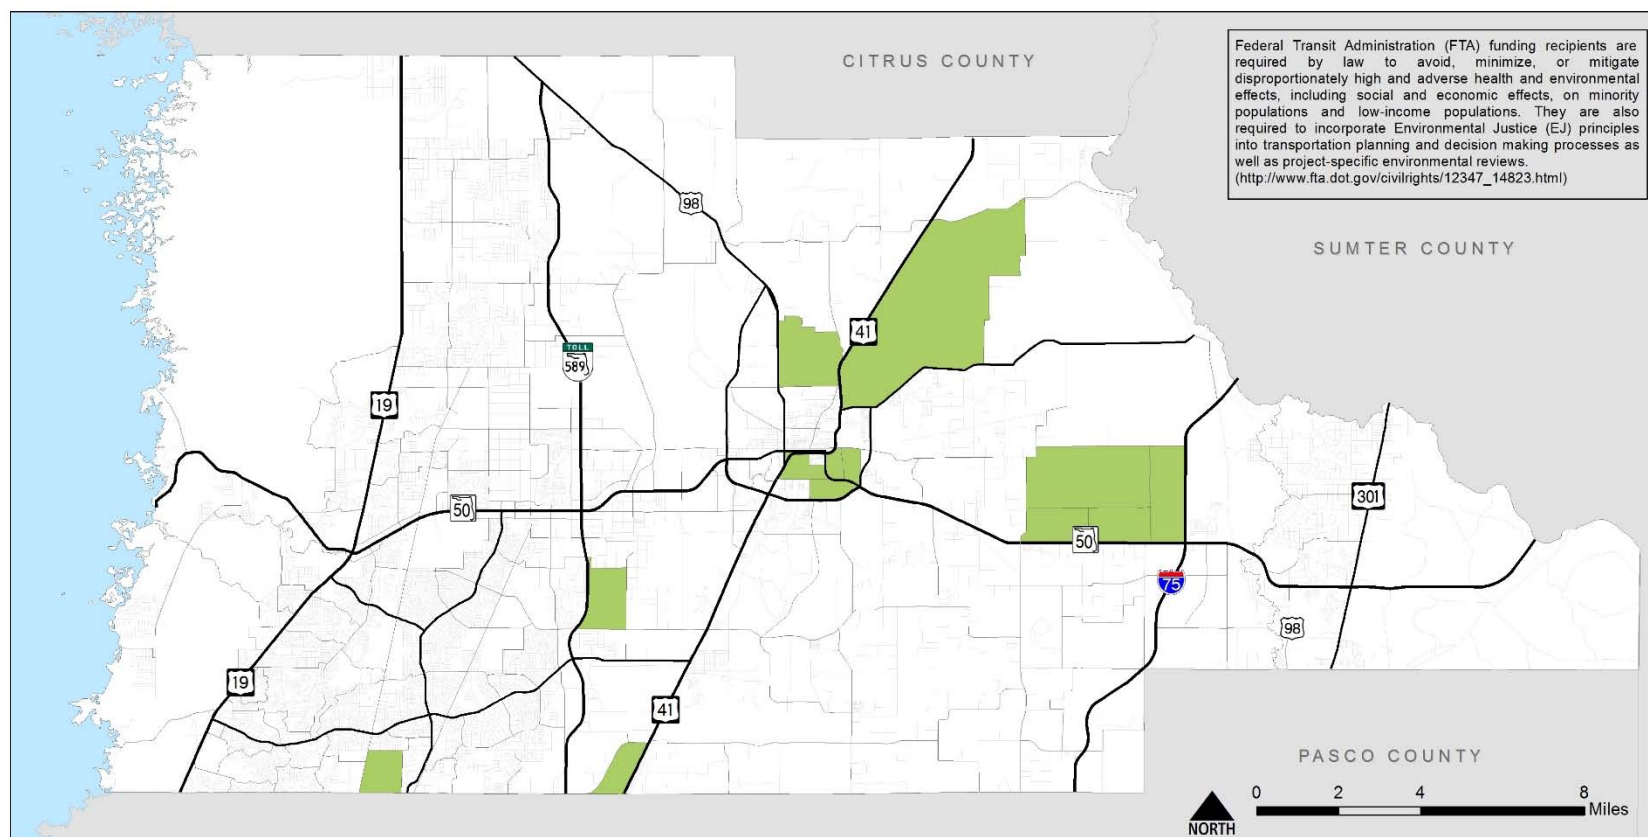 CITRUS COUNTY
Federal Transit Administration (FTA) funding recipients are
required by law to avoid, minimize, or mitigate
disproportionately high and adverse health and environmental
effects, including social and economic effects, on minority
populations and low-income populations. They are also
required to incorporate Environmental Justice (EJ) principles
into transportation planning and decision making processes as
well as project-specific environmental reviews.
(http://www.fta.dot.gov/civilrights/12347_14823.html)
98
SUMTER COUNTY
41
TOLL
589
19
301
50
50
75
98
19
41
PASCO COUNTY
0 2 4 8
Miles
NORTH